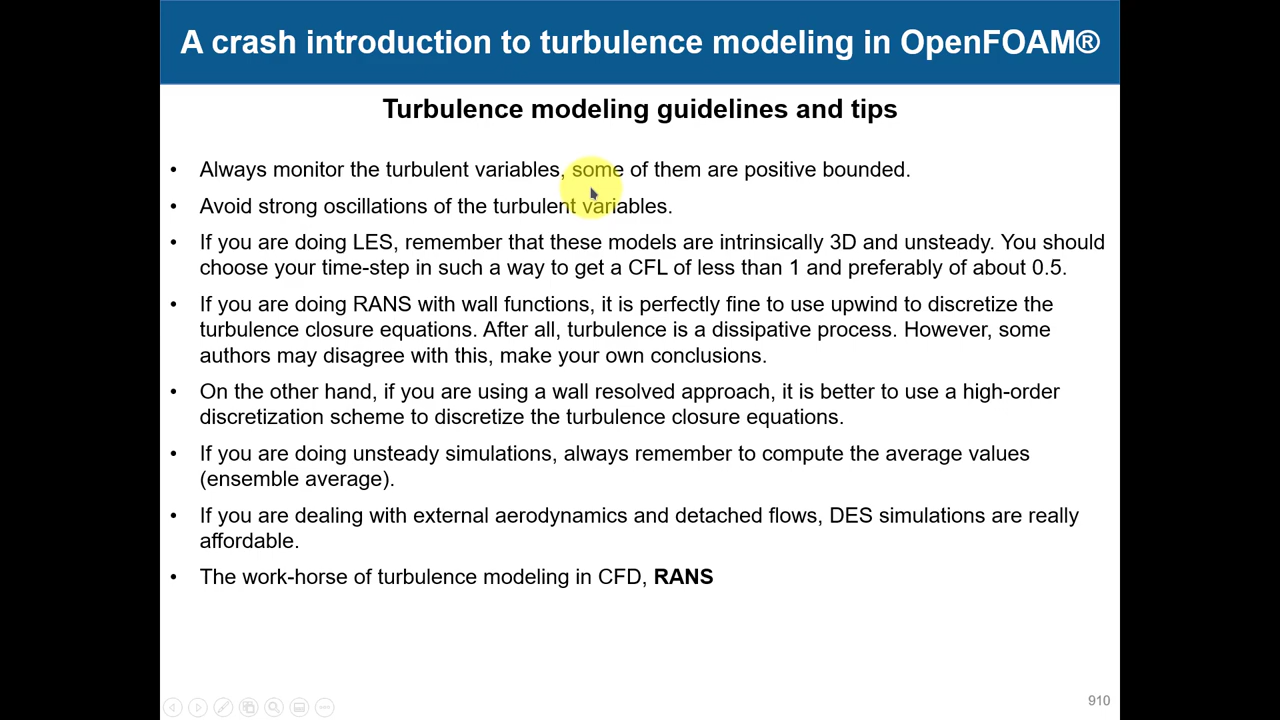 A crash introduction to turbulence modeling in OpenFOAM®
Turbulence modeling guidelines and tips
• Always monitor the turbulent variables, some of them are positive bounded.
• Avoid strong oscillations of the turbulent variables.
• If you are doing LES, remember that these models are intrinsically 3D and unsteady. You should
choose your time-step in such a way to get a CFL of less than 1 and preferably of about 0.5.
• If you are doing RANS with wall functions, it is perfectly fine to use upwind to discretize the
turbulence closure equations. After all, turbulence is a dissipative process. However, some
authors may disagree with this, make your own conclusions.
• On the other hand, if you are using a wall resolved approach, it is better to use a high-order
discretization scheme to discretize the turbulence closure equations.
• If you are doing unsteady simulations, always remember to compute the average values
(ensemble average).
• If you are dealing with external aerodynamics and detached flows, DES simulations are really
affordable.
• The work-horse of turbulence modeling in CFD, RANS
910